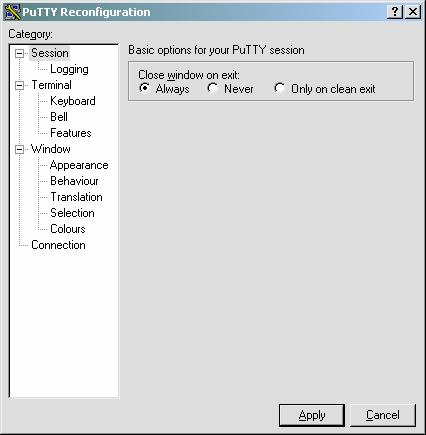 PuTTY Reconfiguration
Category:
Session
Logging
Terminal
Keyboard
Bell
Features
Window
Appearance
Behaviour
Translation
Selection
Colours
Connection
Basic options for your PuTTY session
Close window on exit:
Always Never Only on clean exit
Apply Cancel